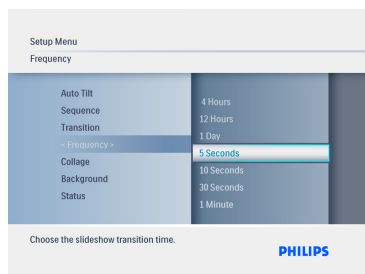 Setup Menu
Frequency
Auto Tilt
Sequence
Transition
< Frequency >
Collage
Background
Status
4 Hours
12 Hours
1 Day
5 Seconds
10 Seconds
30 Seconds
1 Minute
Choose the slideshow transition time.
PHILIPS